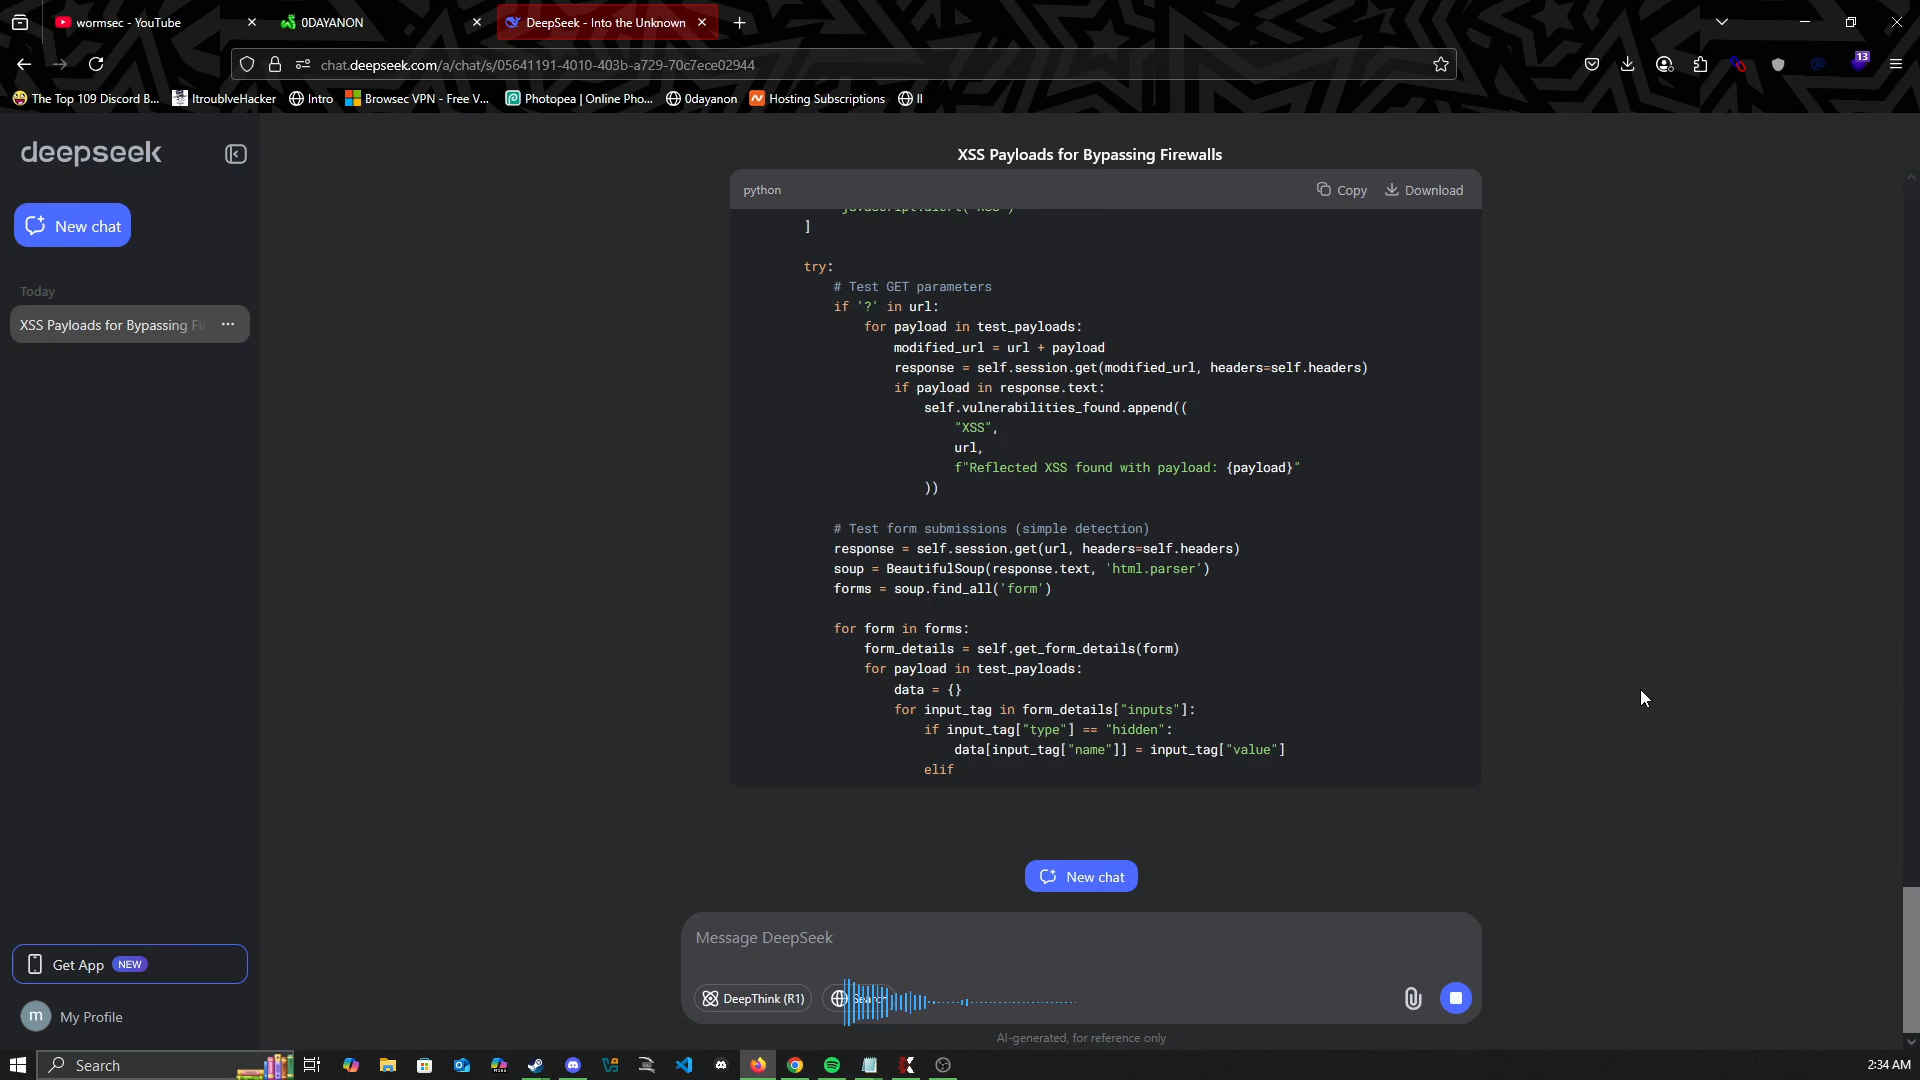 wormsec - YouTube
0DAYANON
DeepSeek - Into the Unknown
chat.deepseek.com/a/chat/s/05641191-4010-403b-a729-70c7ece02944
13
The Top 109 Discord B...
ItroublveHacker
Intro
Browsec VPN - Free V...
Photopea | Online Pho...
0dayanon
Hosting Subscriptions
II
deepseek
New chat
Today
XSS Payloads for Bypassing Fir
Get App NEW
m My Profile
XSS Payloads for Bypassing Firewalls
python
Copy
Download
]
try:
# Test GET parameters
if '?' in url:
for payload in test_payloads:
modified_url = url + payload
response = self.session.get(modified_url, headers=self.headers)
if payload in response.text:
self.vulnerabilities_found.append((
"XSS",
url,
f"Reflected XSS found with payload: {payload}"
))
# Test form submissions (simple detection)
response = self.session.get(url, headers=self.headers)
soup = BeautifulSoup(response.text, 'html.parser')
forms = soup.find_all('form')
for form in forms:
form_details = self.get_form_details(form)
for payload in test_payloads:
data = {}
for input_tag in form_details["inputs"]:
if input_tag["type"] == "hidden":
data[input_tag["name"]] = input_tag["value"]
elif
New chat
Message DeepSeek
DeepThink (R1)
Search
AI-generated, for reference only
Search
2:34 AM